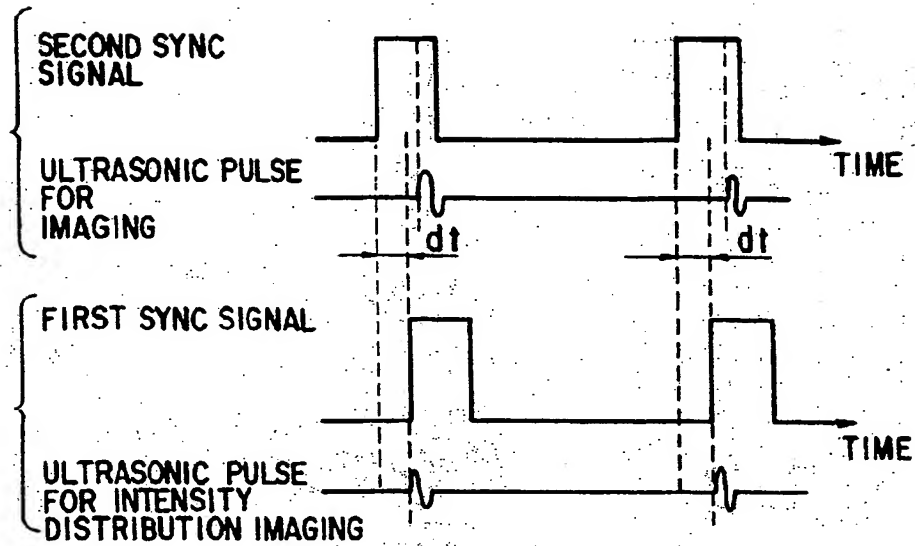 SECOND SYNC
SIGNAL
TIME
ULTRASONIC PULSE
FOR
IMAGING
dt
dt
FIRST SYNC SIGNAL
TIME
ULTRASONIC PULSE
FOR INTENSITY
DISTRIBUTION IMAGING